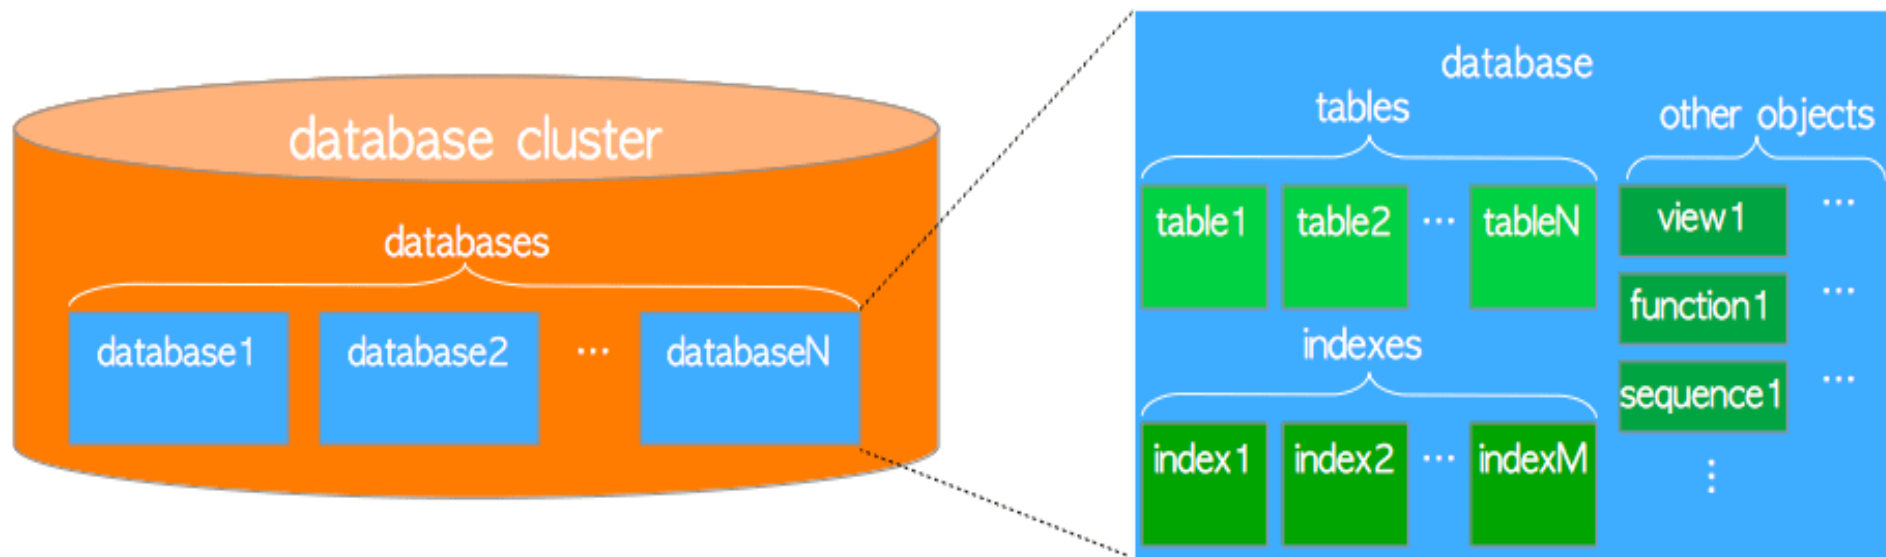 database cluster
databases
database1 database2 ... databaseN
database
tables
table1 table2 ... tableN
indexes
index1 index2 ... indexM
other objects
view1 ...
function1 ...
sequence1 ...
⋮